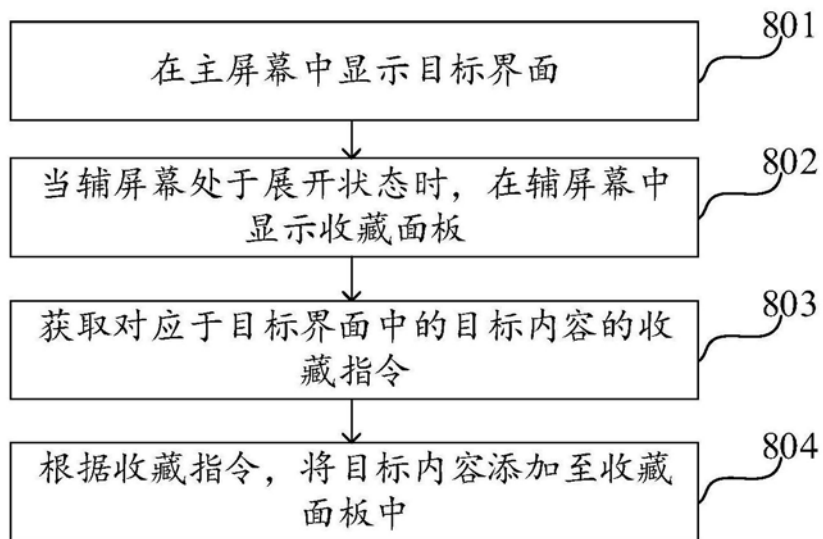 801
在主屏幕中显示目标界面
802
当辅屏幕处于展开状态时，在辅屏幕中
显示收藏面板
803
获取对应于目标界面中的目标内容的收
藏指令
804
根据收藏指令，将目标内容添加至收藏
面板中